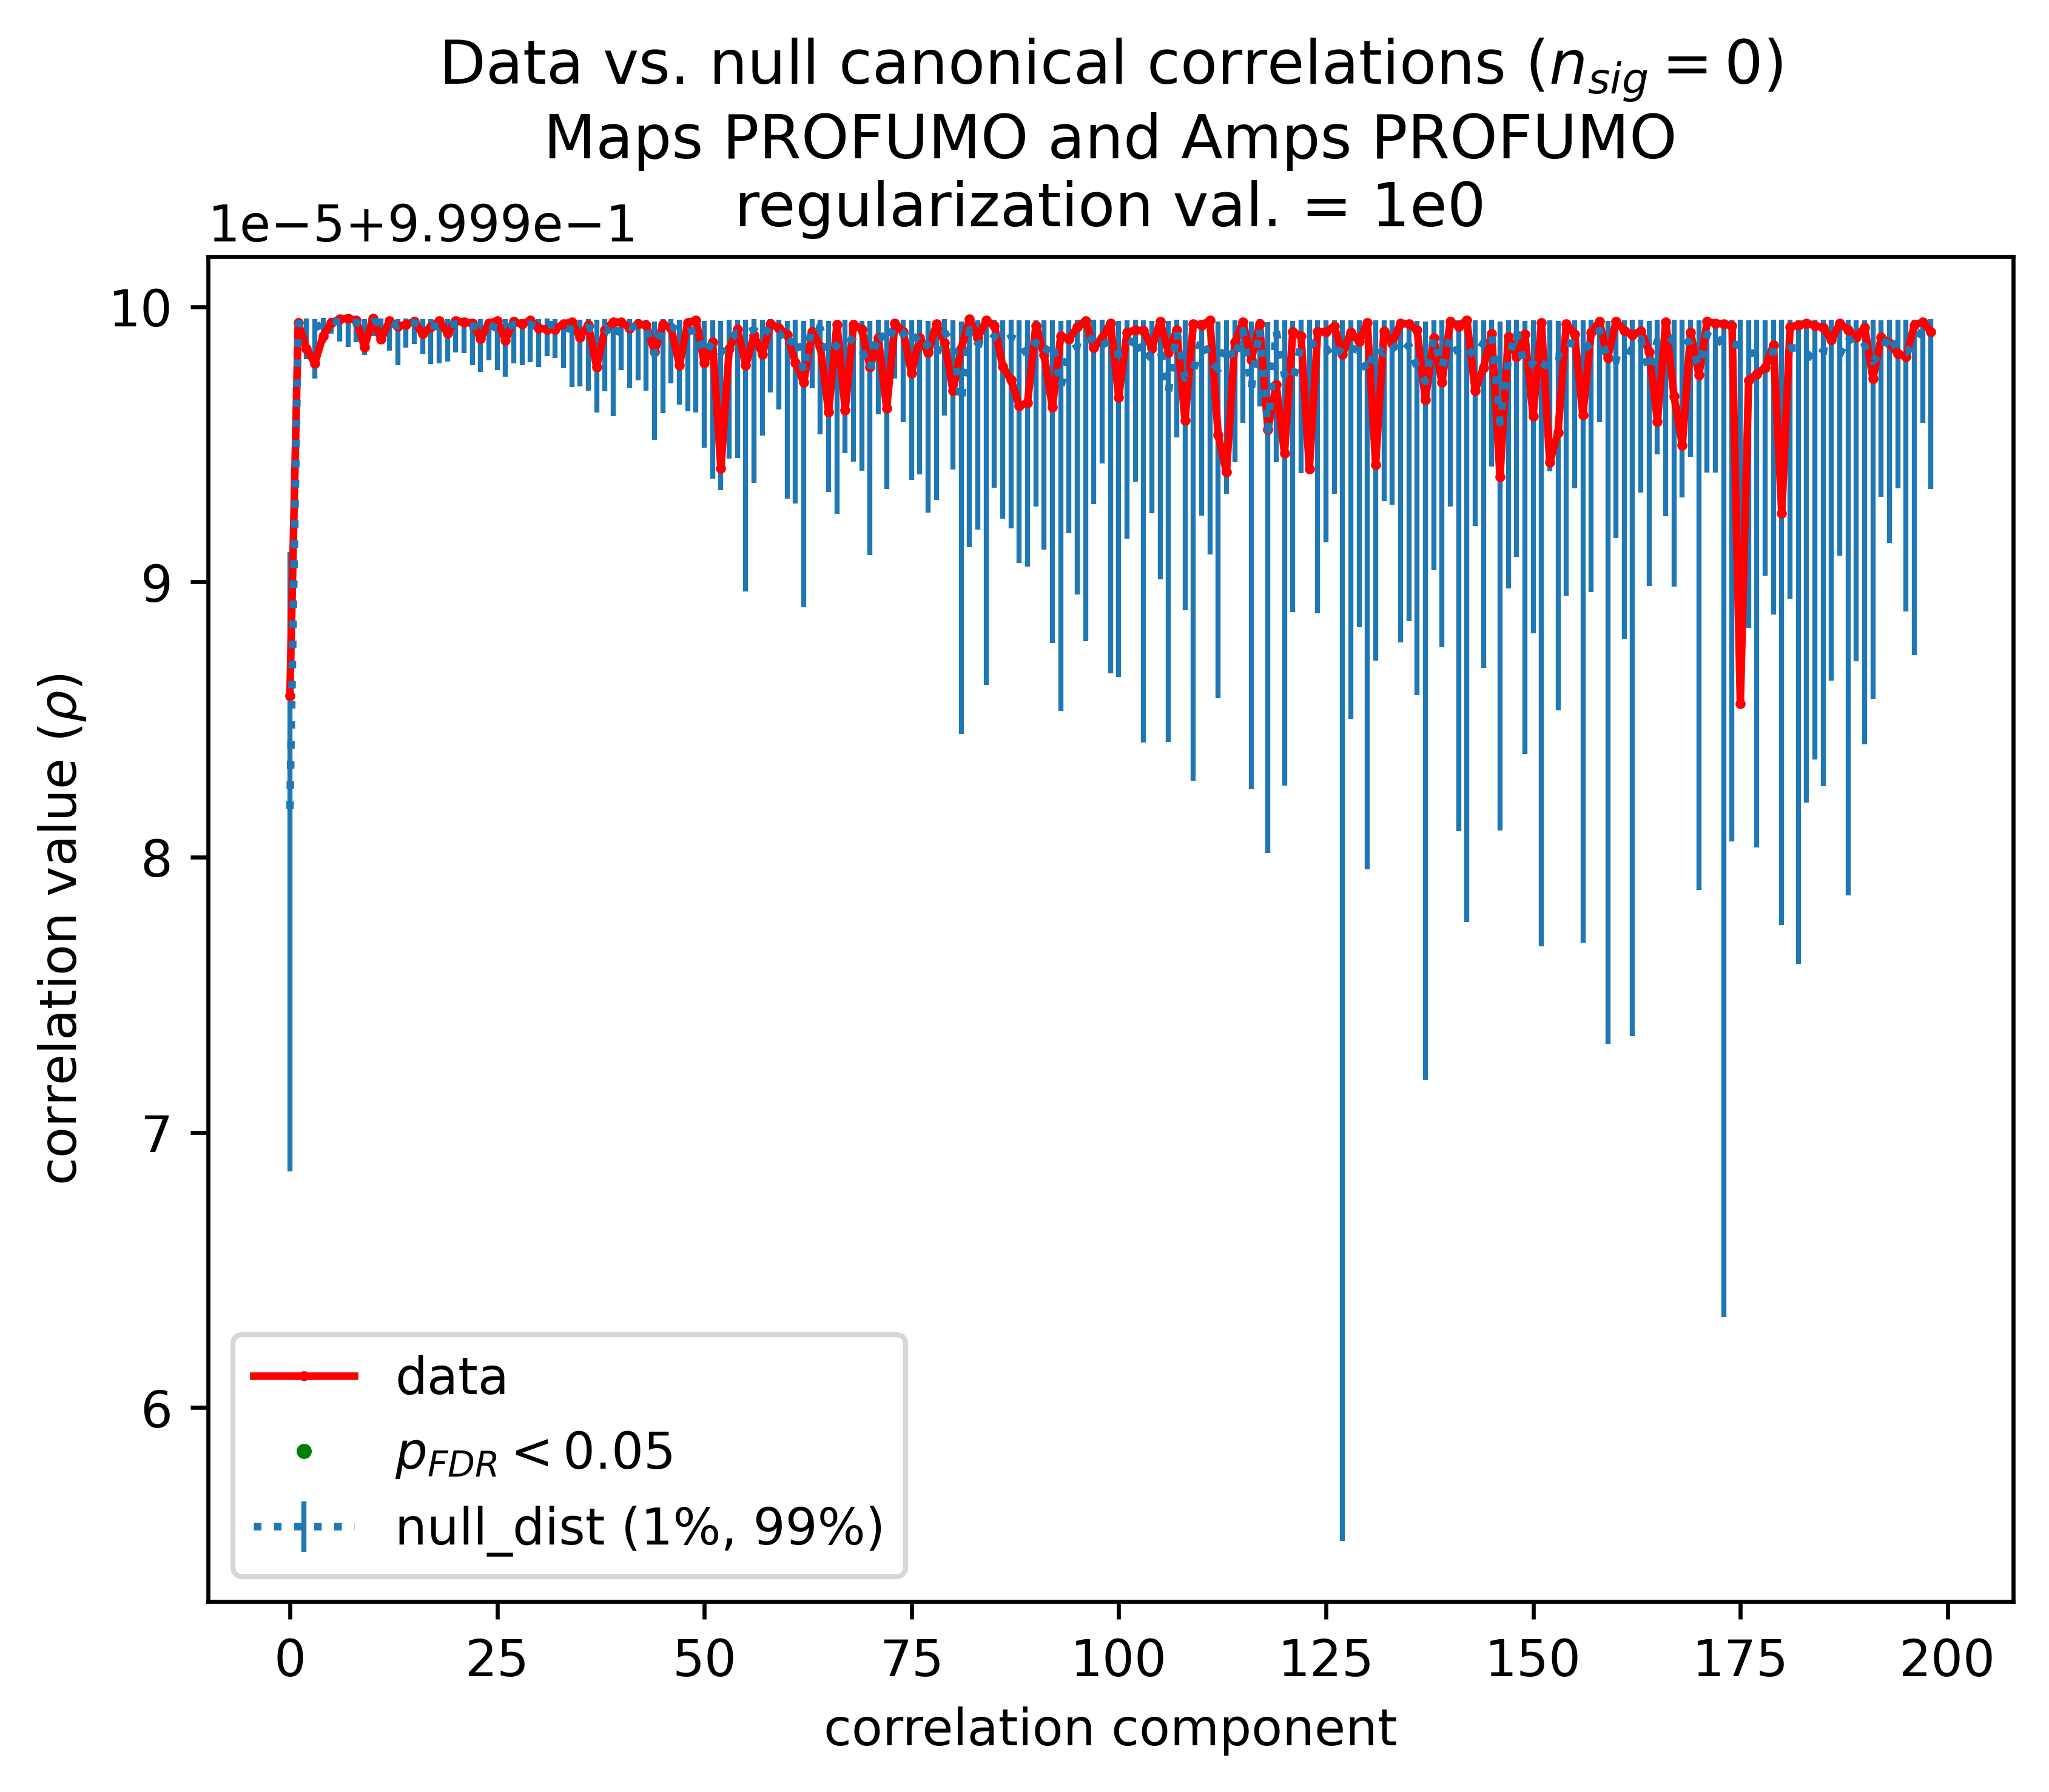 Data vs. null canonical correlations (n_sig = 0)
Maps PROFUMO and Amps PROFUMO
regularization val. = 1e0
1e−5+9.999e−1
10
9
8
7
6
correlation value (ρ)
data
p_FDR < 0.05
null_dist (1%, 99%)
0 25 50 75 100 125 150 175 200
correlation component